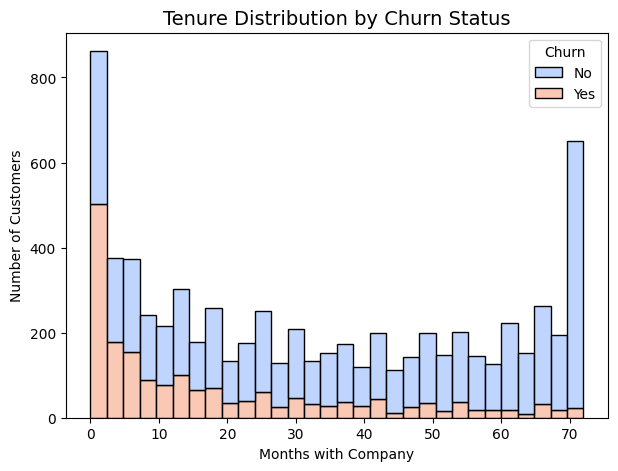 Tenure Distribution by Churn Status
Churn
No
Yes
Number of Customers
800
600
400
200
0
0 10 20 30 40 50 60 70
Months with Company